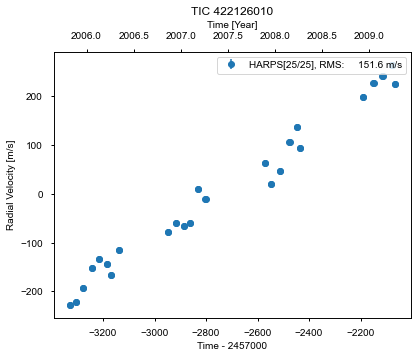 TIC 422126010
Time [Year]
2006.0 2006.5 2007.0 2007.5 2008.0 2008.5 2009.0
HARPS[25/25], RMS: 151.6 m/s
200
100
0
−100
−200
Radial Velocity [m/s]
−3200 −3000 −2800 −2600 −2400 −2200
Time - 2457000